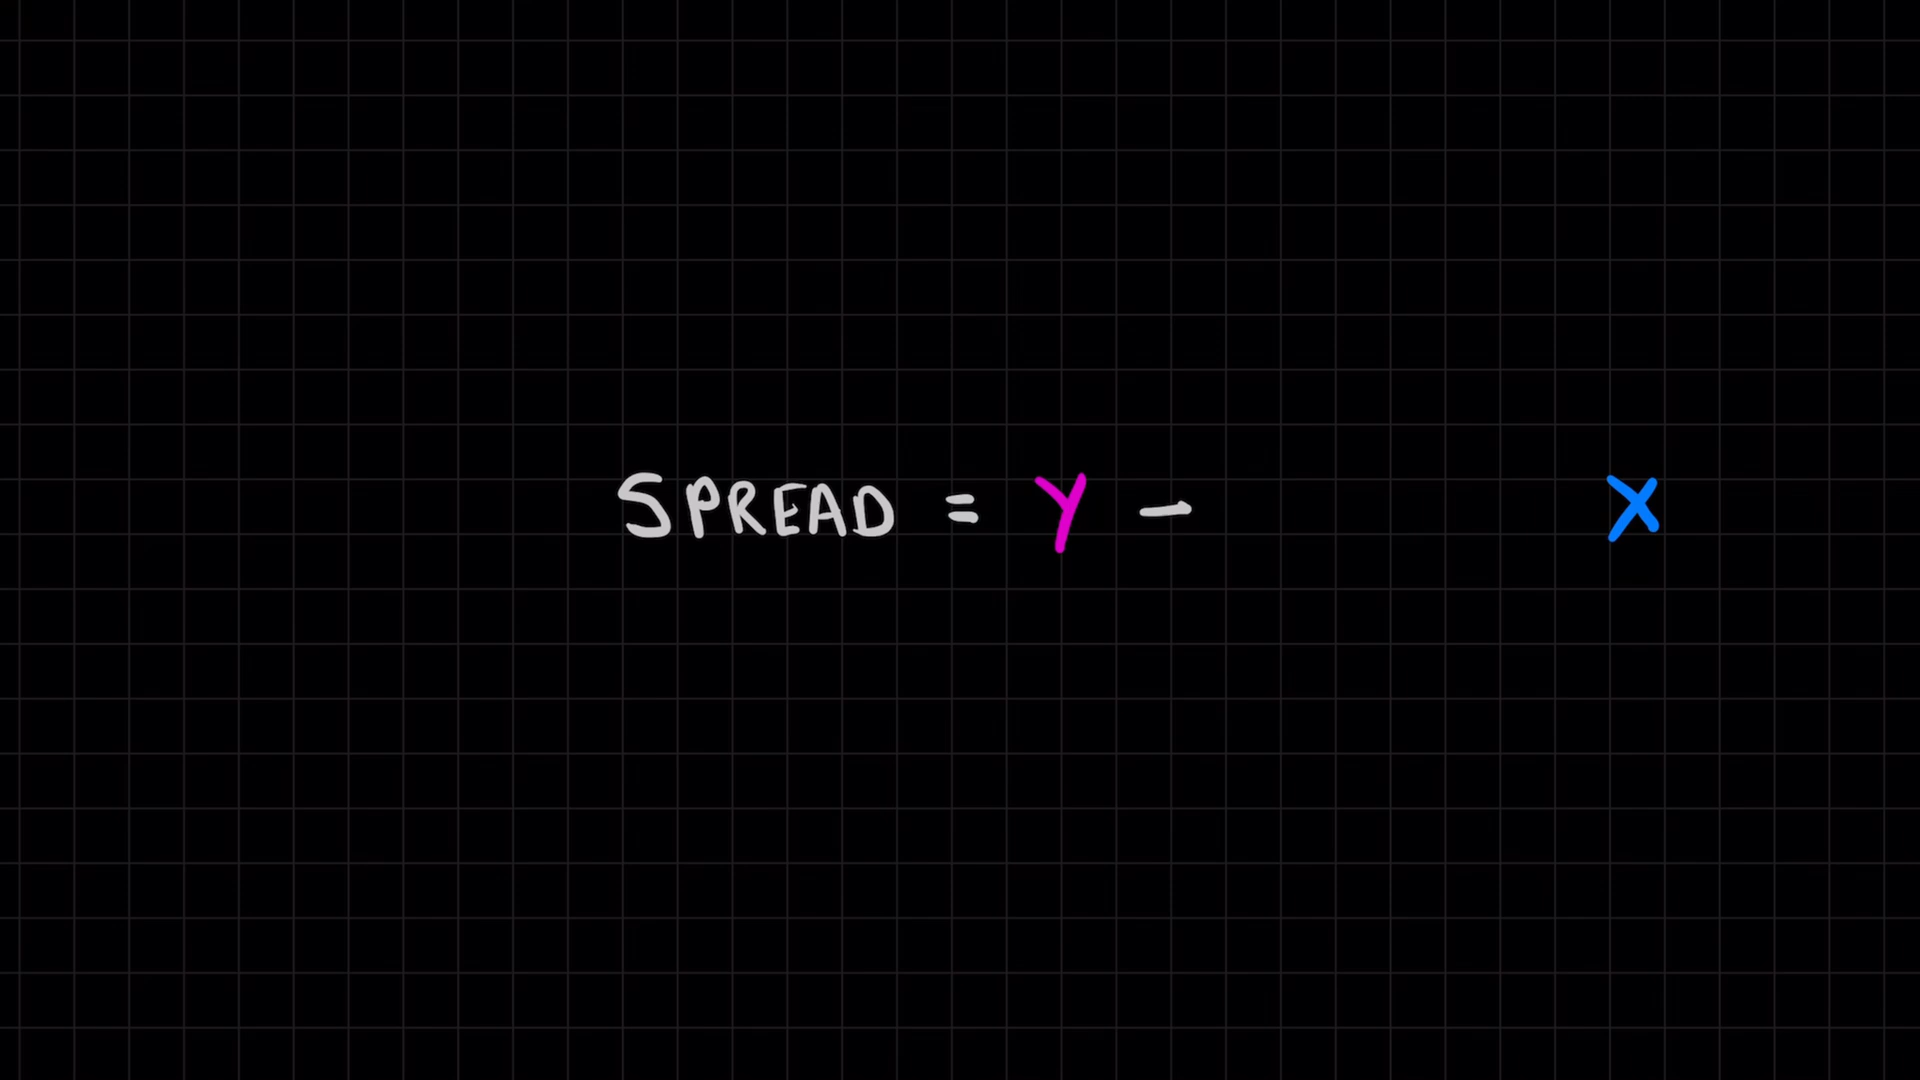 SPREAD = Y - X